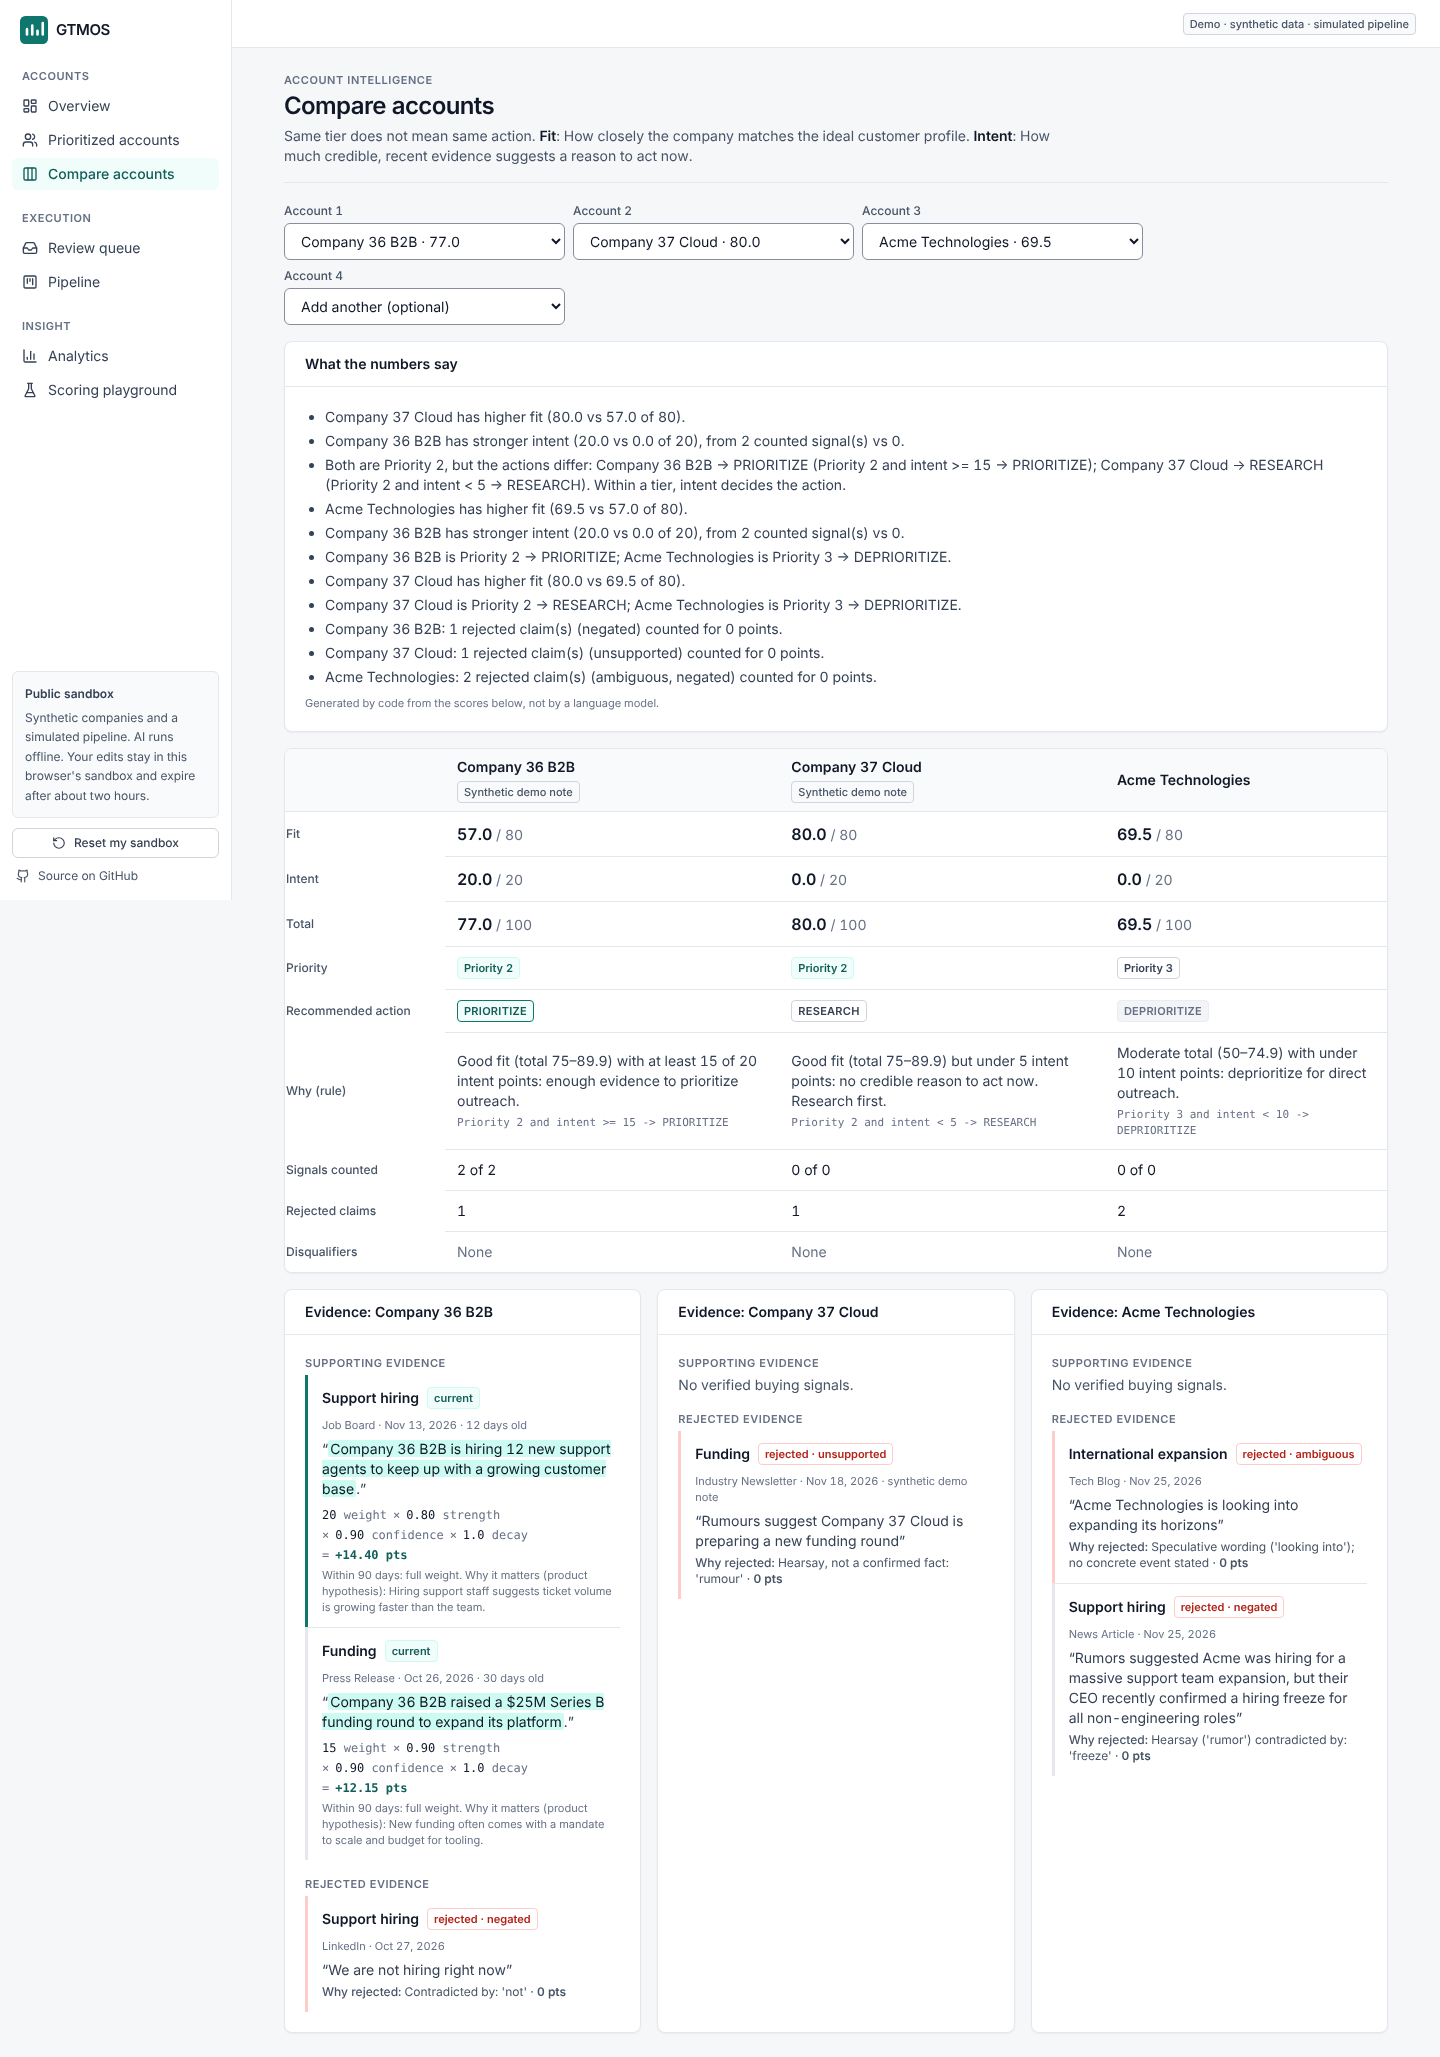 GTMOS
Demo · synthetic data · simulated pipeline
ACCOUNTS
Overview
Prioritized accounts
Compare accounts
EXECUTION
Review queue
Pipeline
INSIGHT
Analytics
Scoring playground
Public sandbox
Synthetic companies and a
simulated pipeline. AI runs
offline. Your edits stay in this
browser's sandbox and expire
after about two hours.
Reset my sandbox
Source on GitHub
ACCOUNT INTELLIGENCE
Compare accounts
Same tier does not mean same action. Fit: How closely the company matches the ideal customer profile. Intent: How
much credible, recent evidence suggests a reason to act now.
Account 1
Account 2
Account 3
Company 36 B2B · 77.0
Company 37 Cloud · 80.0
Acme Technologies · 69.5
Account 4
Add another (optional)
What the numbers say
• Company 37 Cloud has higher fit (80.0 vs 57.0 of 80).
• Company 36 B2B has stronger intent (20.0 vs 0.0 of 20), from 2 counted signal(s) vs 0.
• Both are Priority 2, but the actions differ: Company 36 B2B → PRIORITIZE (Priority 2 and intent >= 15 → PRIORITIZE); Company 37 Cloud → RESEARCH
(Priority 2 and intent < 5 → RESEARCH). Within a tier, intent decides the action.
• Acme Technologies has higher fit (69.5 vs 57.0 of 80).
• Company 36 B2B has stronger intent (20.0 vs 0.0 of 20), from 2 counted signal(s) vs 0.
• Company 36 B2B is Priority 2 → PRIORITIZE; Acme Technologies is Priority 3 → DEPRIORITIZE.
• Company 37 Cloud has higher fit (80.0 vs 69.5 of 80).
• Company 37 Cloud is Priority 2 → RESEARCH; Acme Technologies is Priority 3 → DEPRIORITIZE.
• Company 36 B2B: 1 rejected claim(s) (negated) counted for 0 points.
• Company 37 Cloud: 1 rejected claim(s) (unsupported) counted for 0 points.
• Acme Technologies: 2 rejected claim(s) (ambiguous, negated) counted for 0 points.
Generated by code from the scores below, not by a language model.
Company 36 B2B
Synthetic demo note
Company 37 Cloud
Synthetic demo note
Acme Technologies
Fit
57.0 / 80
80.0 / 80
69.5 / 80
Intent
20.0 / 20
0.0 / 20
0.0 / 20
Total
77.0 / 100
80.0 / 100
69.5 / 100
Priority
Priority 2
Priority 2
Priority 3
Recommended action
PRIORITIZE
RESEARCH
DEPRIORITIZE
Why (rule)
Good fit (total 75–89.9) with at least 15 of 20
intent points: enough evidence to prioritize
outreach.
Priority 2 and intent >= 15 -> PRIORITIZE
Good fit (total 75–89.9) but under 5 intent
points: no credible reason to act now.
Research first.
Priority 2 and intent < 5 -> RESEARCH
Moderate total (50–74.9) with under
10 intent points: deprioritize for direct
outreach.
Priority 3 and intent < 10 ->
DEPRIORITIZE
Signals counted
2 of 2
0 of 0
0 of 0
Rejected claims
1
1
2
Disqualifiers
None
None
None
Evidence: Company 36 B2B
SUPPORTING EVIDENCE
Support hiring
current
Job Board · Nov 13, 2026 · 12 days old
“Company 36 B2B is hiring 12 new support
agents to keep up with a growing customer
base.”
20 weight × 0.80 strength
× 0.90 confidence × 1.0 decay
= +14.40 pts
Within 90 days: full weight. Why it matters (product
hypothesis): Hiring support staff suggests ticket volume
is growing faster than the team.
Funding
current
Press Release · Oct 26, 2026 · 30 days old
“Company 36 B2B raised a $25M Series B
funding round to expand its platform.”
15 weight × 0.90 strength
× 0.90 confidence × 1.0 decay
= +12.15 pts
Within 90 days: full weight. Why it matters (product
hypothesis): New funding often comes with a mandate
to scale and budget for tooling.
REJECTED EVIDENCE
Support hiring
rejected · negated
LinkedIn · Oct 27, 2026
“We are not hiring right now”
Why rejected: Contradicted by: 'not' · 0 pts
Evidence: Company 37 Cloud
SUPPORTING EVIDENCE
No verified buying signals.
REJECTED EVIDENCE
Funding
rejected · unsupported
Industry Newsletter · Nov 18, 2026 · synthetic demo
note
“Rumours suggest Company 37 Cloud is
preparing a new funding round”
Why rejected: Hearsay, not a confirmed fact:
'rumour' · 0 pts
Evidence: Acme Technologies
SUPPORTING EVIDENCE
No verified buying signals.
REJECTED EVIDENCE
International expansion
rejected · ambiguous
Tech Blog · Nov 25, 2026
“Acme Technologies is looking into
expanding its horizons”
Why rejected: Speculative wording ('looking into');
no concrete event stated · 0 pts
Support hiring
rejected · negated
News Article · Nov 25, 2026
“Rumors suggested Acme was hiring for a
massive support team expansion, but their
CEO recently confirmed a hiring freeze for
all non-engineering roles”
Why rejected: Hearsay ('rumor') contradicted by:
'freeze' · 0 pts